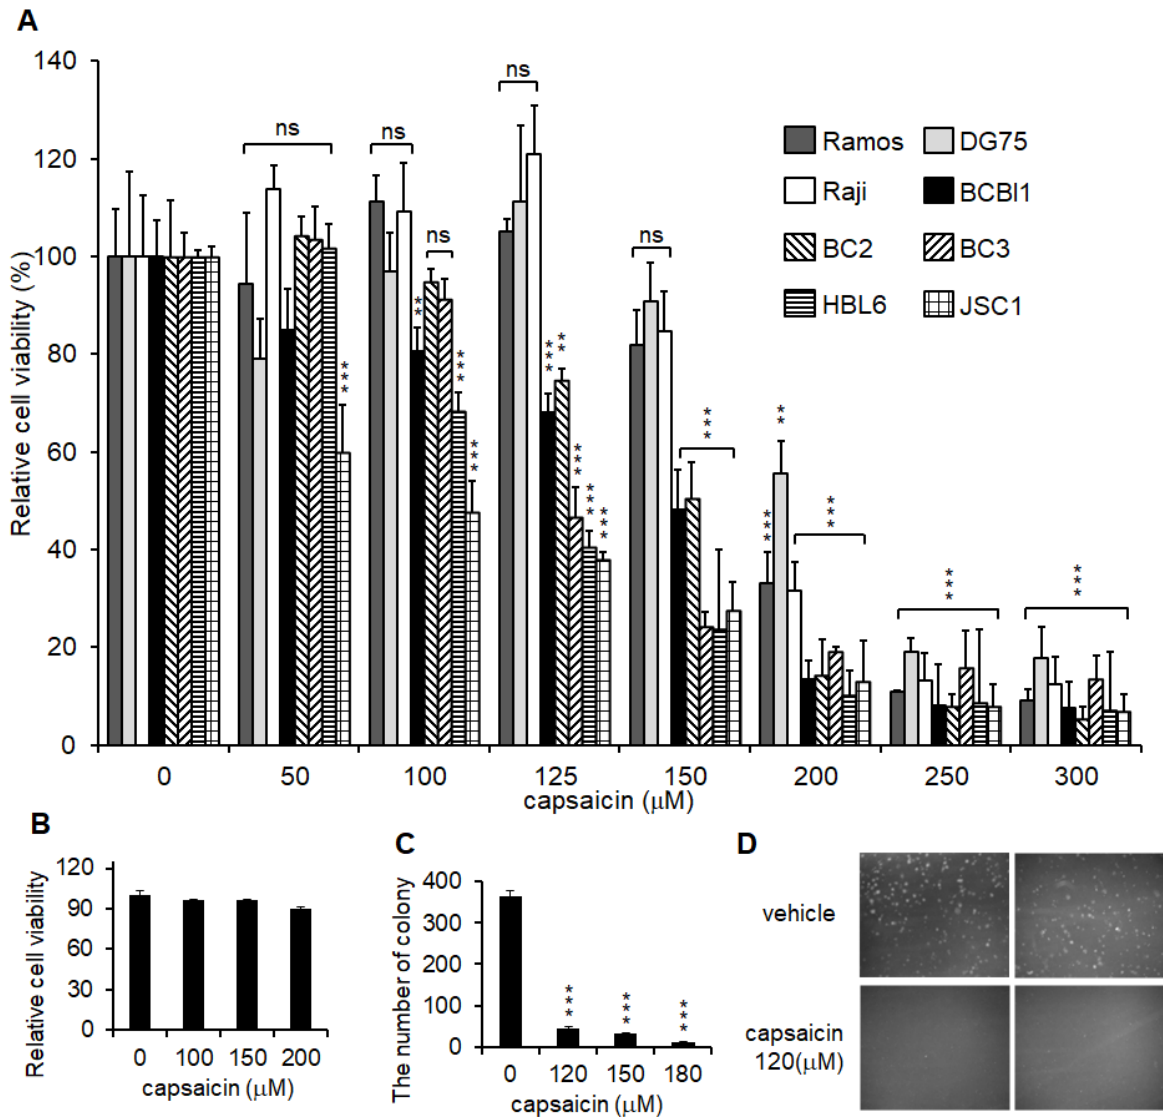 A
Relative cell viability (%)
140
120
100
80
60
40
20
0
ns
ns
ns
ns
ns
***
**
***
***
***
**
***
***
***
***
***
**
***
***
***
Ramos
DG75
Raji
BCBl1
BC2
BC3
HBL6
JSC1
0 50 100 125 150 200 250 300
capsaicin (μM)
B
Relative cell viability
120
90
60
30
0
0 100 150 200
capsaicin (μM)
C
The number of colony
400
300
200
100
0
***
***
***
0 120 150 180
capsaicin (μM)
D
vehicle
capsaicin
120(μM)